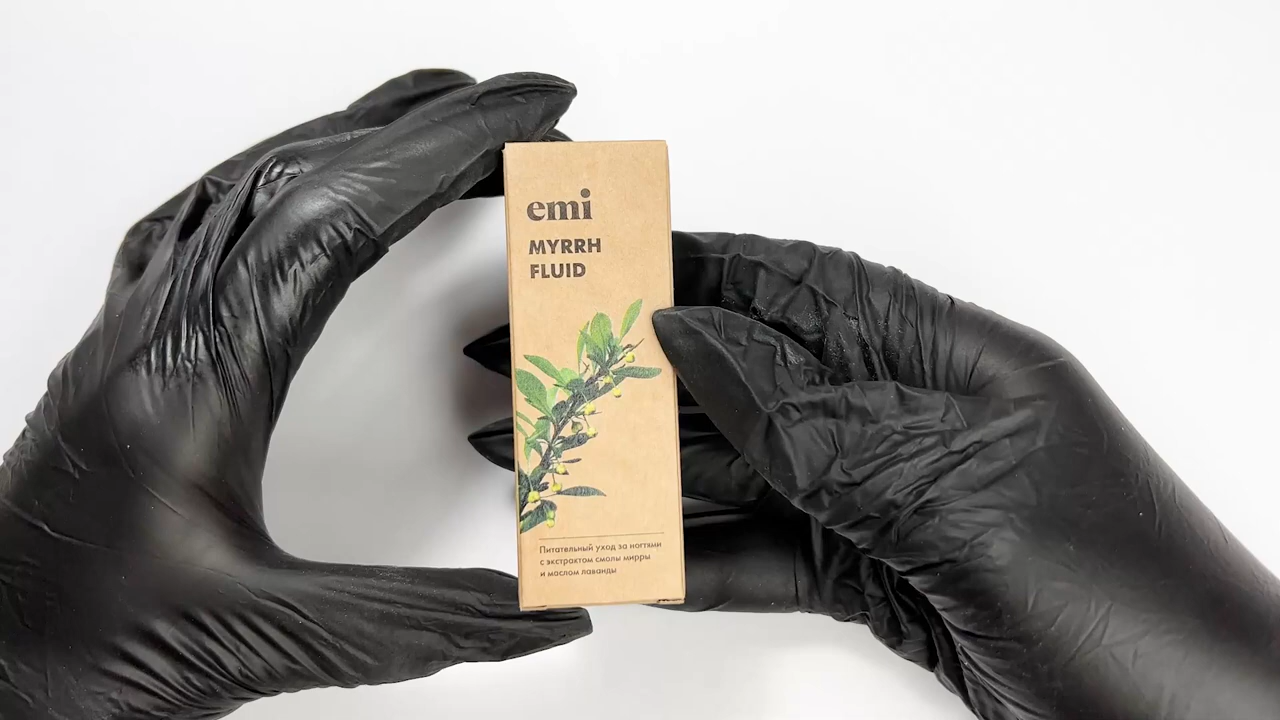 emi
MYRRH
FLUID
Питательный уход за ногтями
с экстрактом смолы мирры
и маслом лаванды